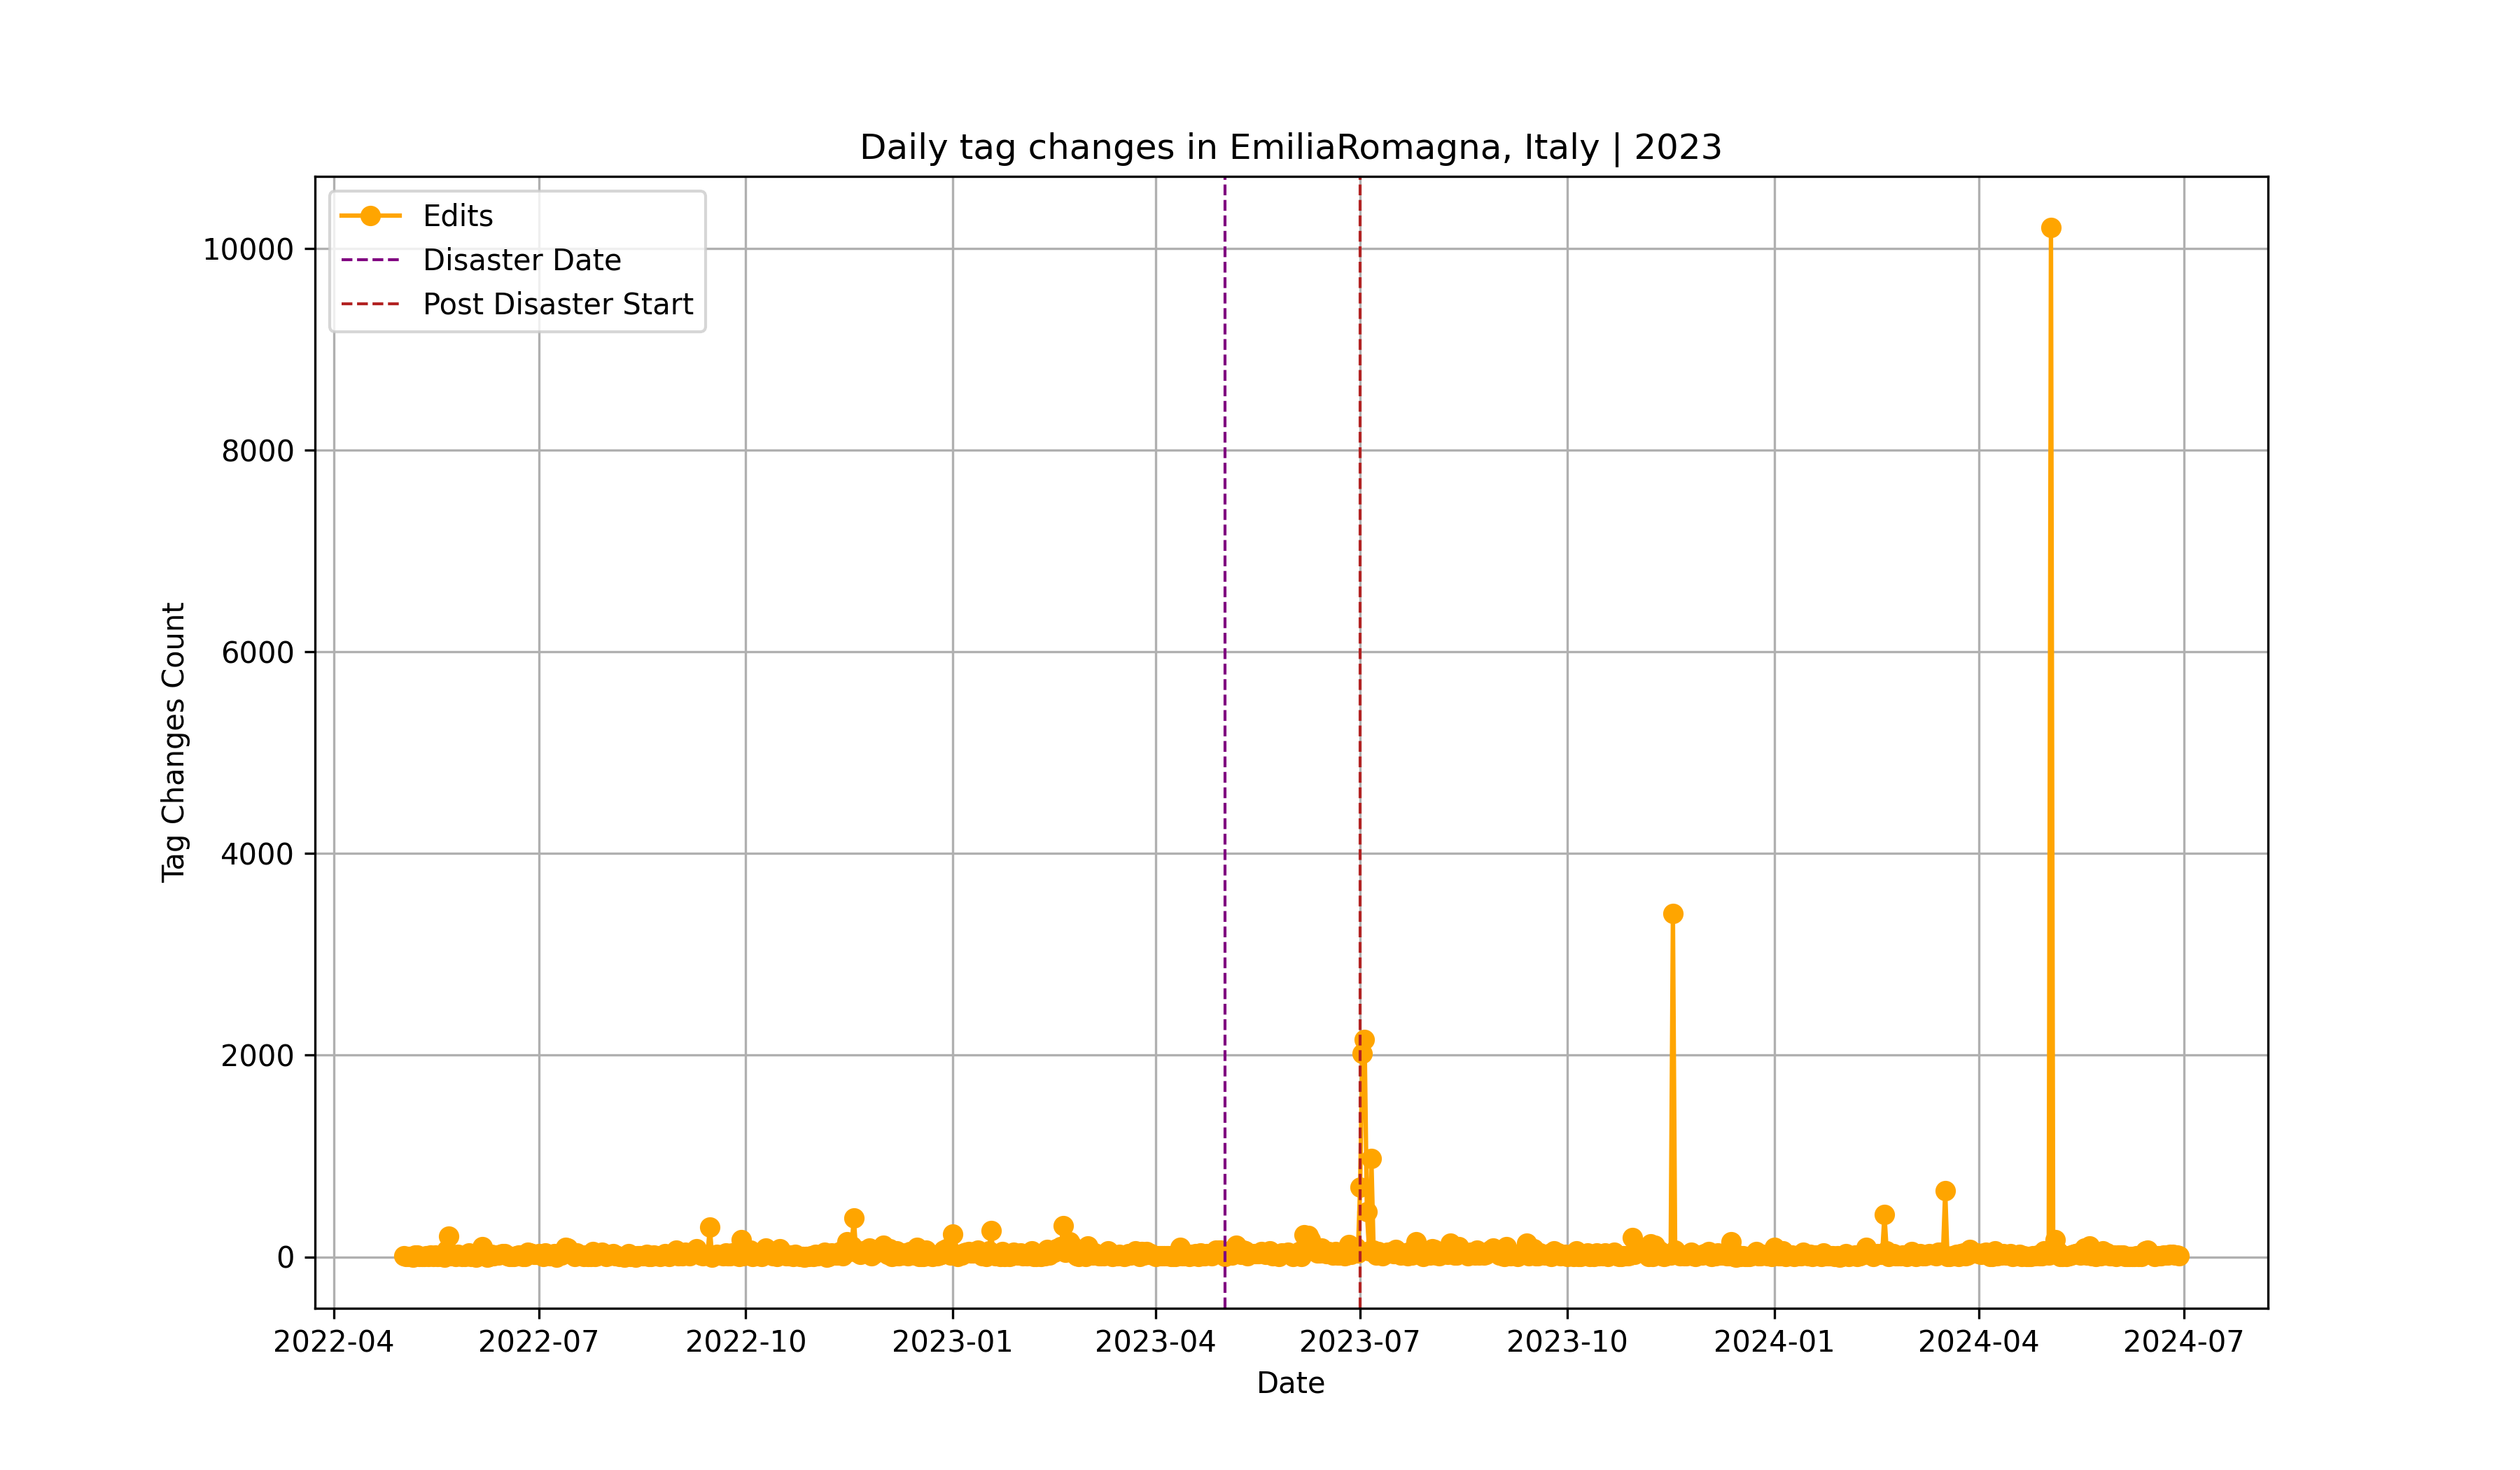 Daily tag changes in EmiliaRomagna, Italy | 2023
Edits
Disaster Date
Post Disaster Start
Tag Changes Count
10000
8000
6000
4000
2000
0
2022-04 2022-07 2022-10 2023-01 2023-04 2023-07 2023-10 2024-01 2024-04 2024-07
Date